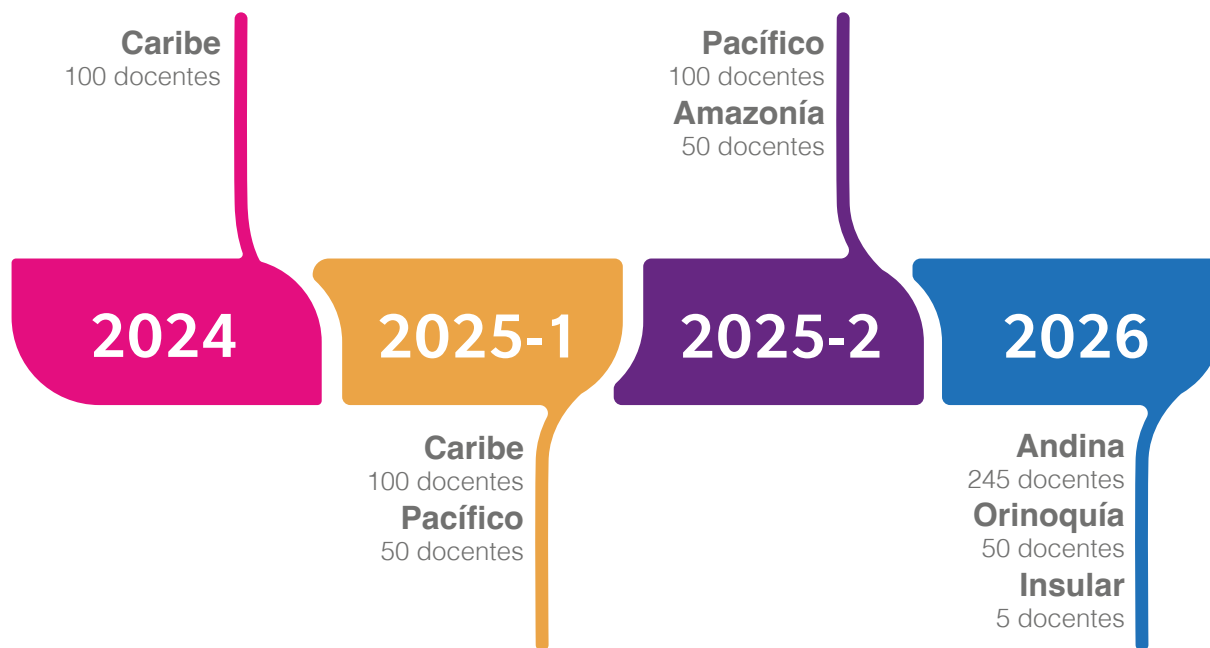 Caribe
100 docentes
Pacífico
100 docentes
Amazonía
50 docentes
2024
2025-1
2025-2
2026
Caribe
100 docentes
Pacífico
50 docentes
Andina
245 docentes
Orinoquía
50 docentes
Insular
5 docentes